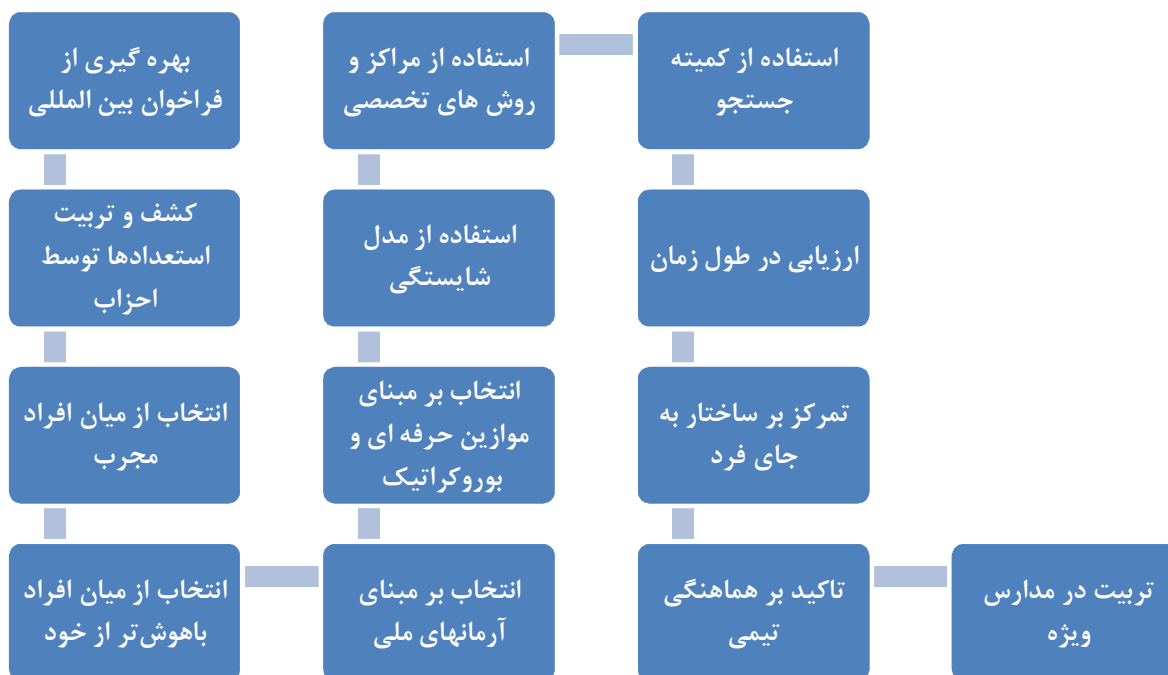 بهره گیری از
فراخوان بین المللی
کشف و تربیت
استعدادها توسط
احزاب
انتخاب از میان افراد
مجرب
انتخاب از میان افراد
باهوش‌تر از خود
انتخاب بر مبنای
آرمانهای ملی
انتخاب بر مبنای
موازین حرفه ای و
بوروکراتیک
استفاده از مدل
شایستگی
استفاده از مراکز و
روش های تخصصی
استفاده از کمیته
جستجو
ارزیابی در طول زمان
تمرکز بر ساختار به
جای فرد
تاکید بر هماهنگی
تیمی
تربیت در مدارس
ویژه